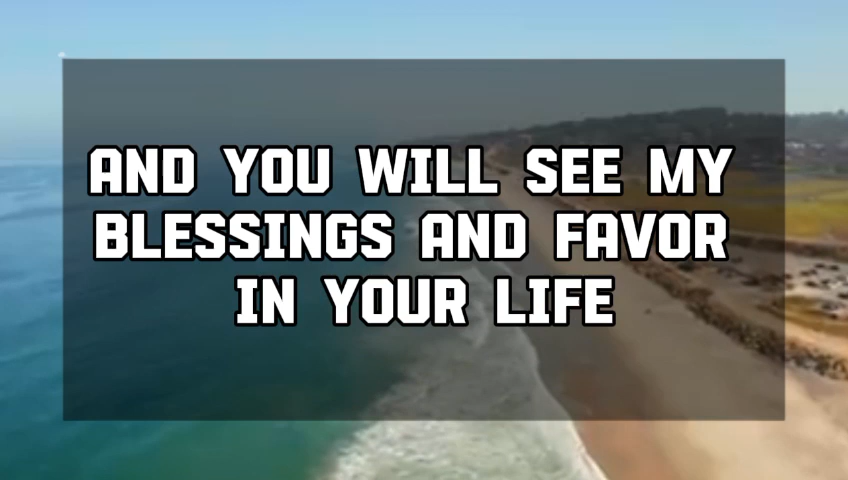 AND YOU WILL SEE MY
BLESSINGS AND FAVOR
IN YOUR LIFE